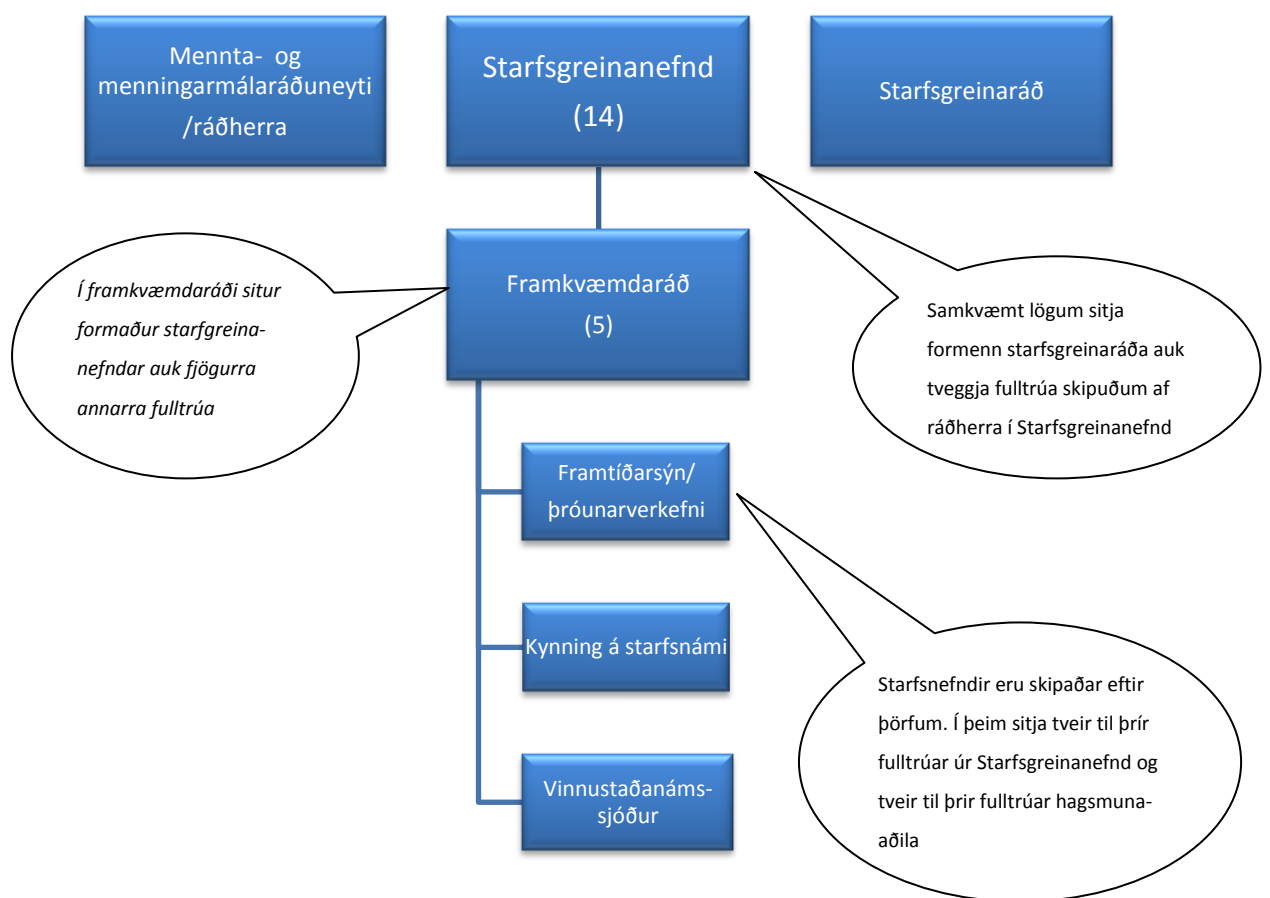 Mennta- og
menningarmálaráðuneyti
/ráðherra
Starfsgreinanefnd
(14)
Starfsgreinaráð
Framkvæmdaráð
(5)
Í framkvæmdaráði situr
formaður starfgreina-
nefndar auk fjögurra
annarra fulltrúa
Samkvæmt lögum sitja
formenn starfsgreinaráða auk
tveggja fulltrúa skipuðum af
ráðherra í Starfsgreinanefnd
Framtíðarsýn/
þróunarverkefni
Kynning á starfsnámi
Vinnustaðanáms-
sjóður
Starfsnefndir eru skipaðar eftir
þörfum. Í þeim sitja tveir til þrír
fulltrúar úr Starfsgreinanefnd og
tveir til þrir fulltrúar hagsmuna-
aðila